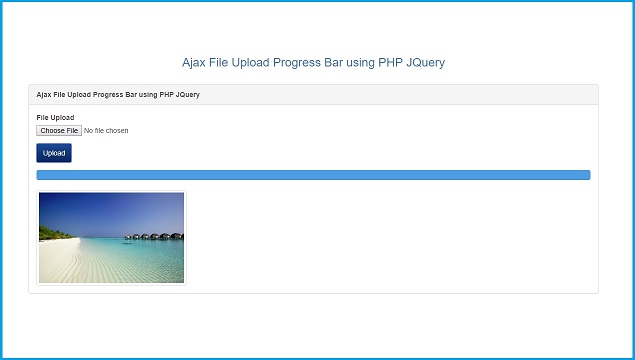 Ajax File Upload Progress Bar using PHP JQuery
Ajax File Upload Progress Bar using PHP JQuery
File Upload
Choose File No file chosen
Upload